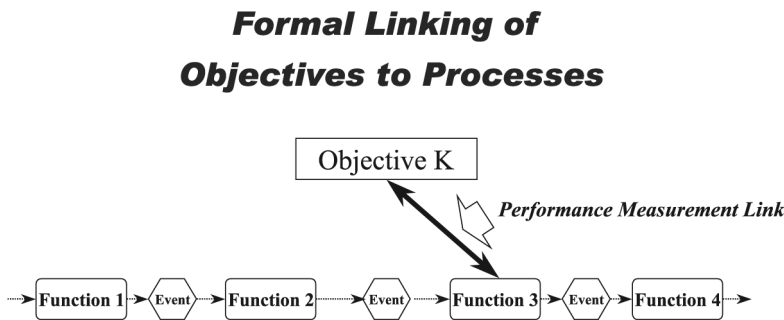 Formal Linking of
Objectives to Processes
Objective K
Performance Measurement Link
Function 1 Event Function 2 Event Function 3 Event Function 4